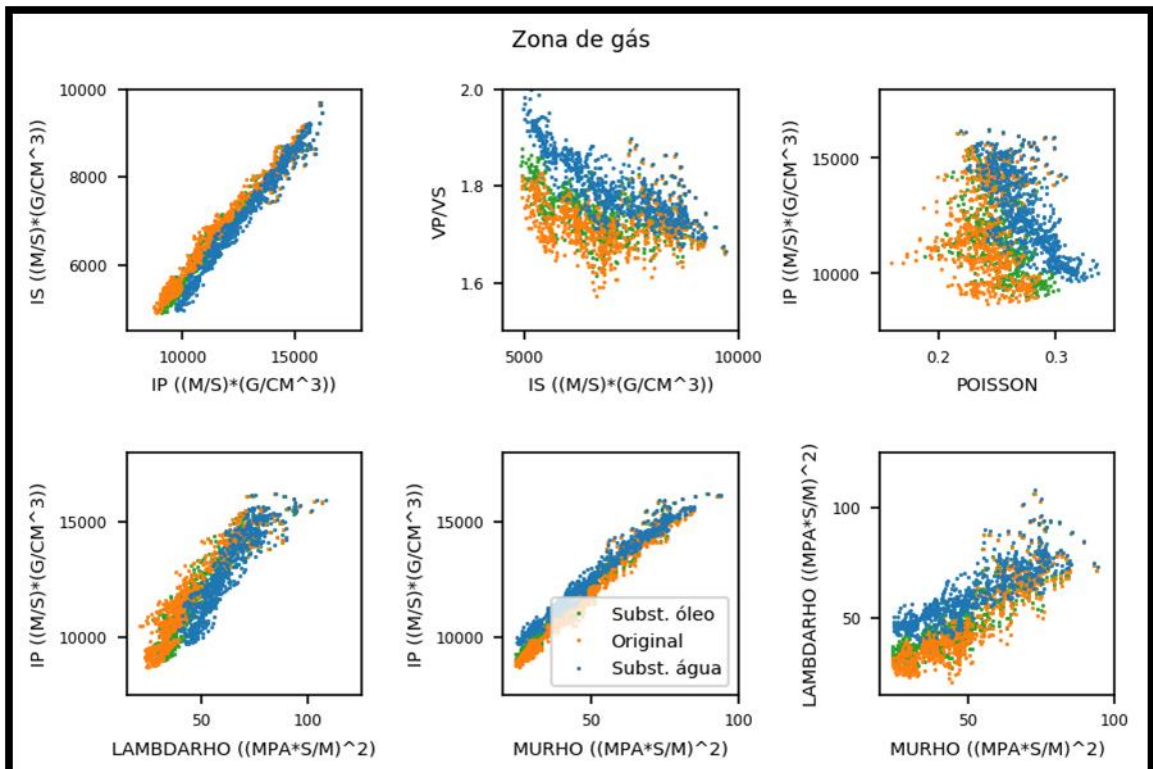 Zona de gás
IS ((M/S)*(G/CM^3))
10000
8000
6000
10000
15000
IP ((M/S)*(G/CM^3))
VP/VS
2.0
1.8
1.6
5000
10000
IS ((M/S)*(G/CM^3))
IP ((M/S)*(G/CM^3))
15000
10000
0.2
0.3
POISSON
IP ((M/S)*(G/CM^3))
15000
10000
50
100
LAMBDARHO ((MPA*S/M)^2)
IP ((M/S)*(G/CM^3))
15000
10000
Subst. óleo
Original
Subst. água
50
100
MURHO ((MPA*S/M)^2)
LAMBDARHO ((MPA*S/M)^2)
100
50
50
100
MURHO ((MPA*S/M)^2)